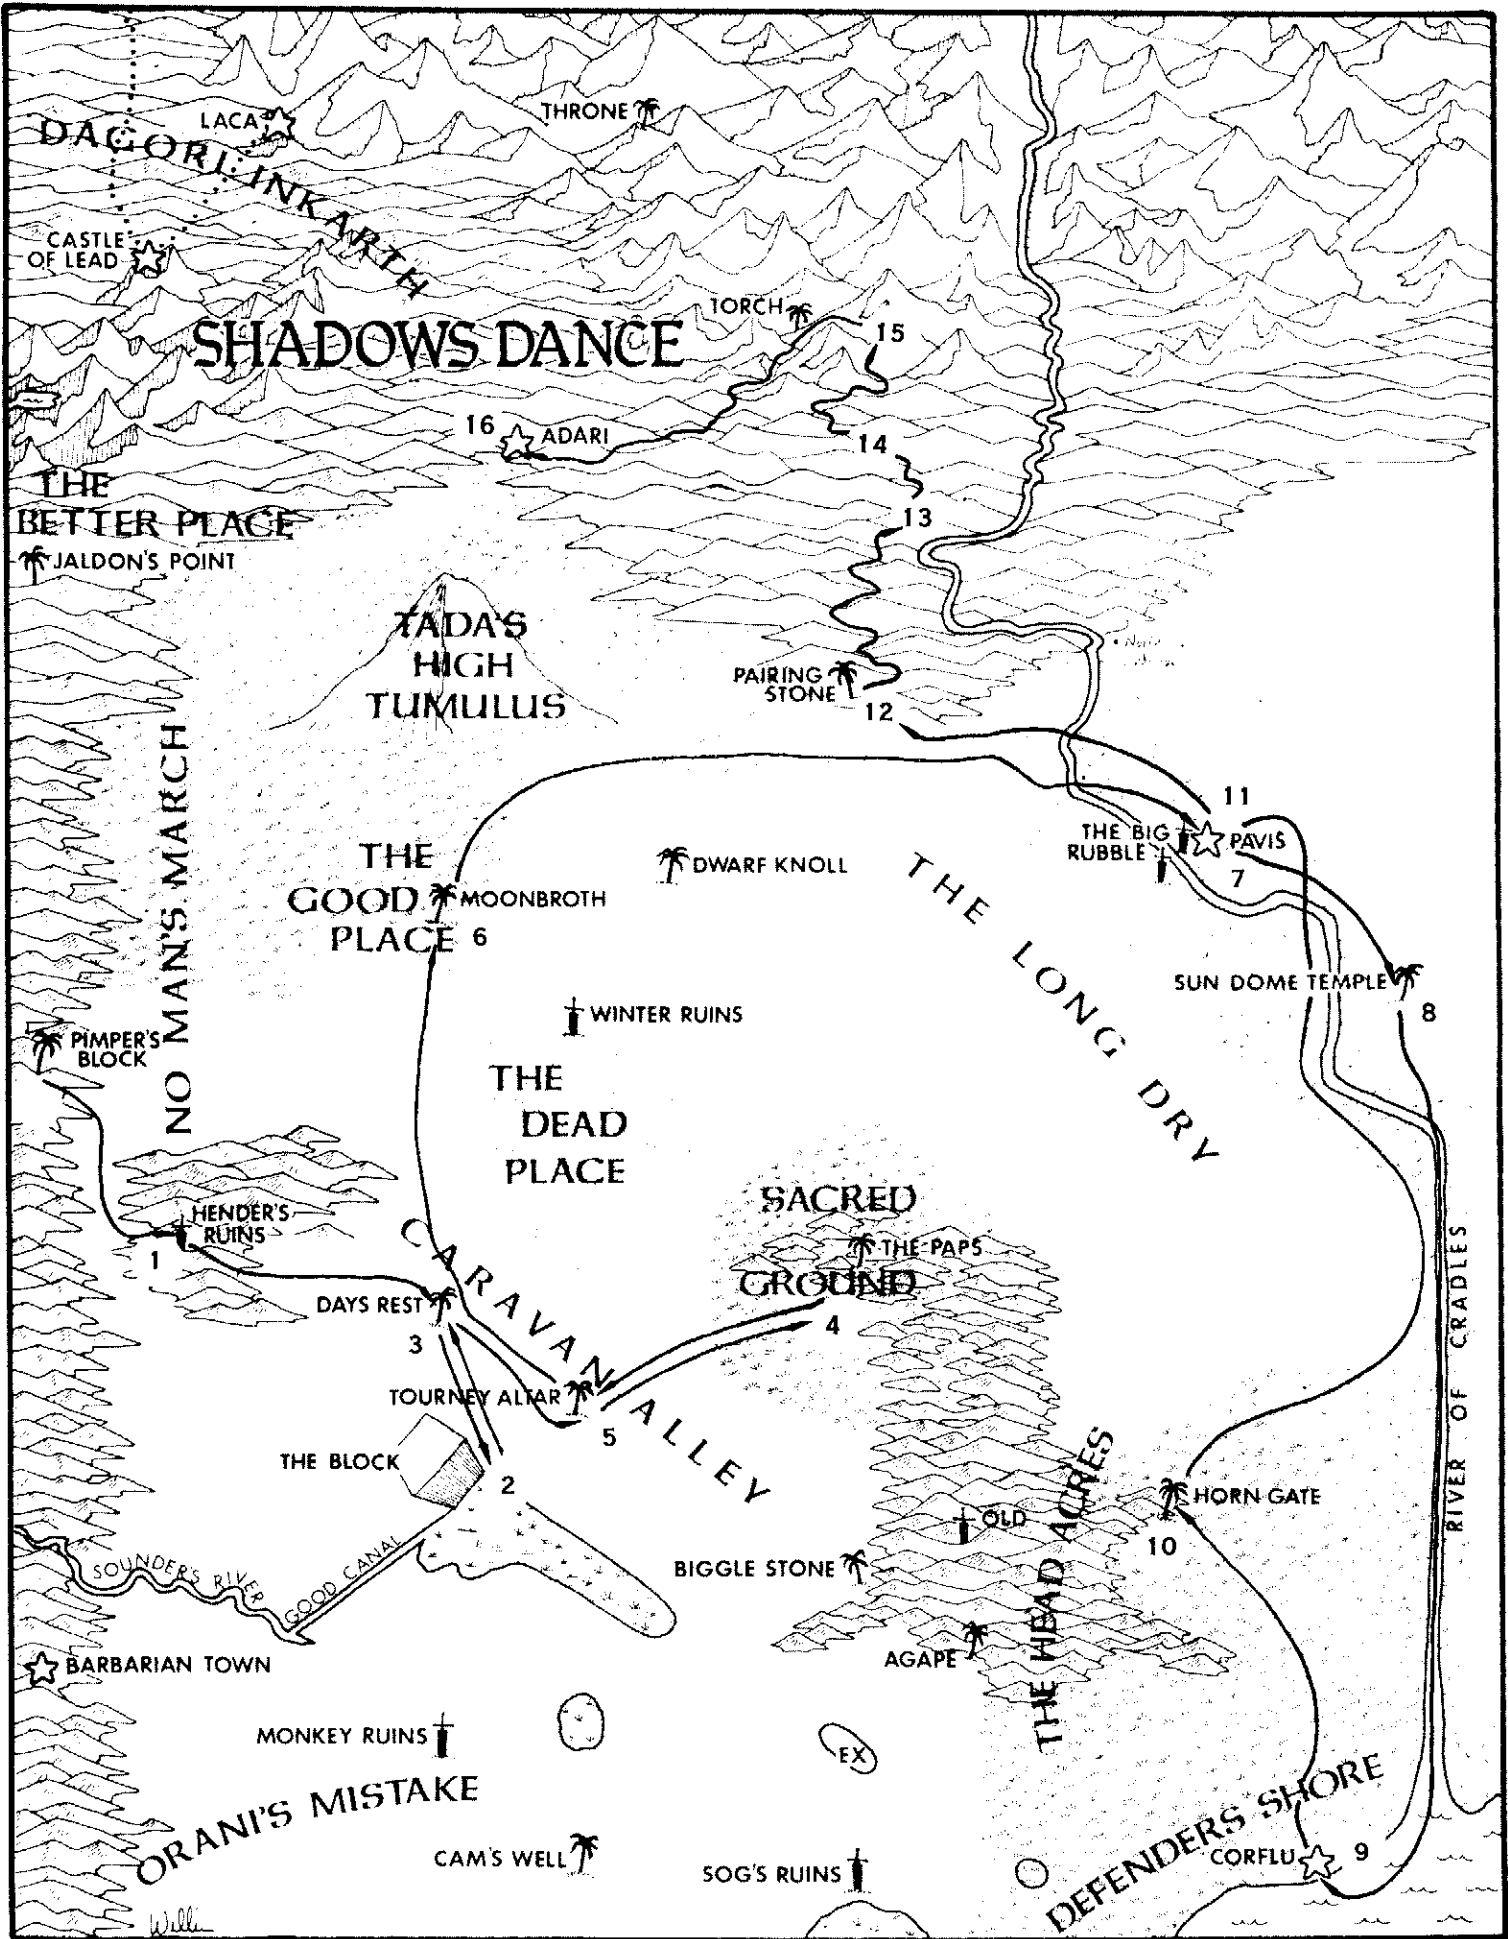 LACA
THRONE
DAGORI INKARTH
CASTLE
OF LEAD
TORCH
15
SHADOWS DANCE
16
ADARI
14
THE
BETTER PLACE
13
JALDON'S POINT
TADA'S
HIGH
TUMULUS
PAIRING
STONE
12
NO MAN'S MARCH
11
THE BIG
RUBBLE
PAVIS
7
THE
GOOD
PLACE
MOONBROTH
6
DWARF KNOLL
THE LONG DRY
SUN DOME TEMPLE
8
WINTER RUINS
PIMPER'S
BLOCK
THE
DEAD
PLACE
SACRED
GROUND
THE PAPS
4
HENDER'S
RUINS
1
CARAVAN ALLEY
DAYS REST
3
TOURNEY ALTAR
5
THE BLOCK
2
RIVER OF CRADLES
HORN GATE
10
OLD
THE HEAD ACRES
BIGGLE STONE
SOUNDER'S RIVER
GOOD CANAL
AGAPE
BARBARIAN TOWN
MONKEY RUINS
EX
ORANI'S MISTAKE
DEFENDERS SHORE
CAM'S WELL
SOG'S RUINS
CORFLU
9